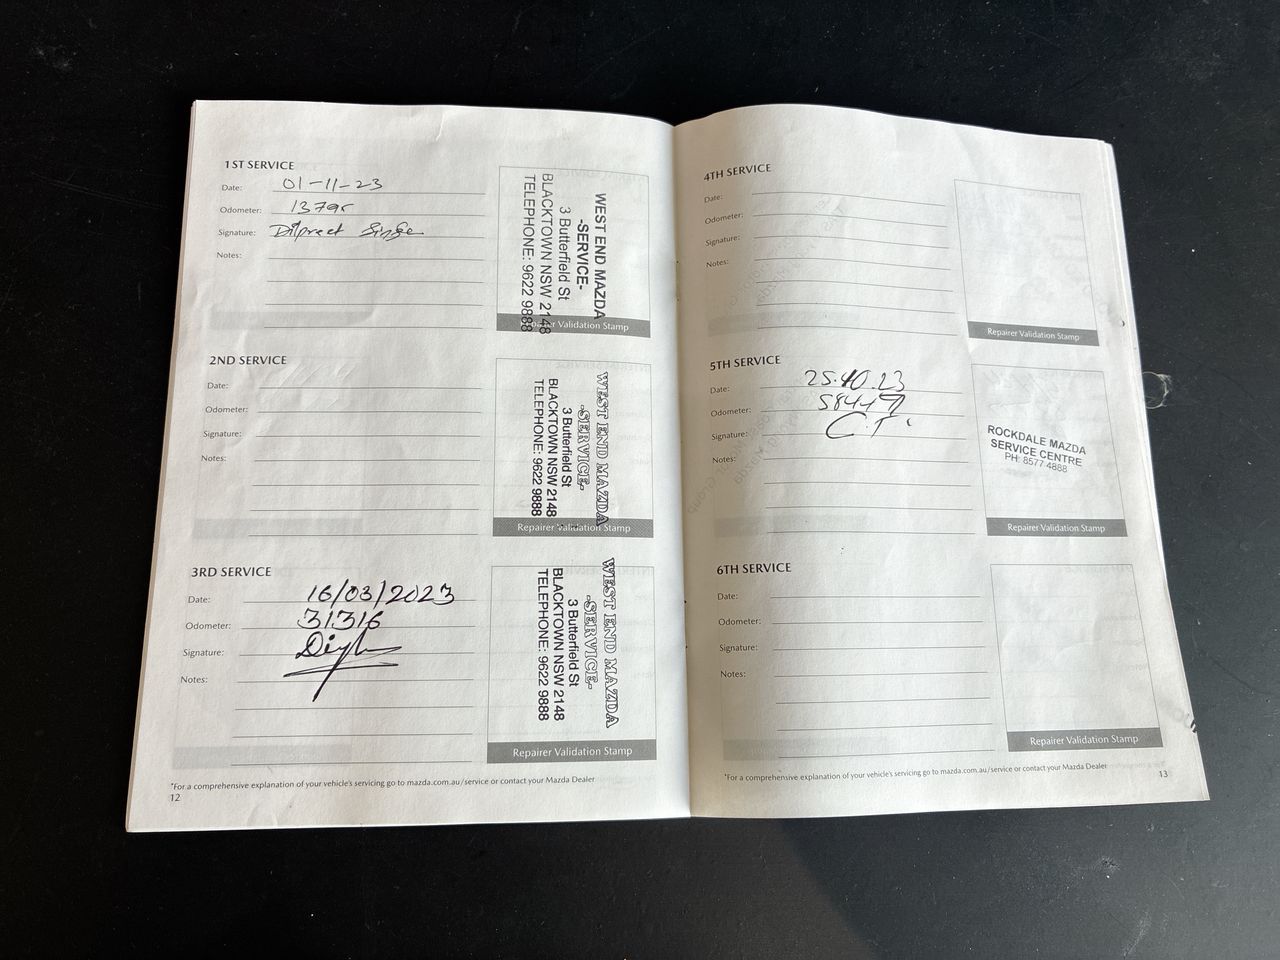 1ST SERVICE
Date: 01-11-23
Odometer: 13795
Signature: Dilpreet Singh
Notes:
WEST END MAZDA
-SERVICE-
3 Butterfield St
BLACKTOWN NSW 2148
TELEPHONE: 9622 9888
Repairer Validation Stamp
2ND SERVICE
Date:
Odometer:
Signature:
Notes:
WEST END MAZDA
-SERVICE-
3 Butterfield St
BLACKTOWN NSW 2148
TELEPHONE: 9622 9888
Repairer Validation Stamp
3RD SERVICE
Date: 16/03/2023
Odometer: 31316
Signature:
Notes:
WEST END MAZDA
-SERVICE-
3 Butterfield St
BLACKTOWN NSW 2148
TELEPHONE: 9622 9888
Repairer Validation Stamp
*For a comprehensive explanation of your vehicle's servicing go to mazda.com.au/service or contact your Mazda Dealer
12
4TH SERVICE
Date:
Odometer:
Signature:
Notes:
Repairer Validation Stamp
5TH SERVICE
Date: 25.10.23
Odometer: 58449
Signature: C.T.
Notes:
ROCKDALE MAZDA
SERVICE CENTRE
PH: 8577 4888
Repairer Validation Stamp
6TH SERVICE
Date:
Odometer:
Signature:
Notes:
Repairer Validation Stamp
*For a comprehensive explanation of your vehicle's servicing go to mazda.com.au/service or contact your Mazda Dealer
13